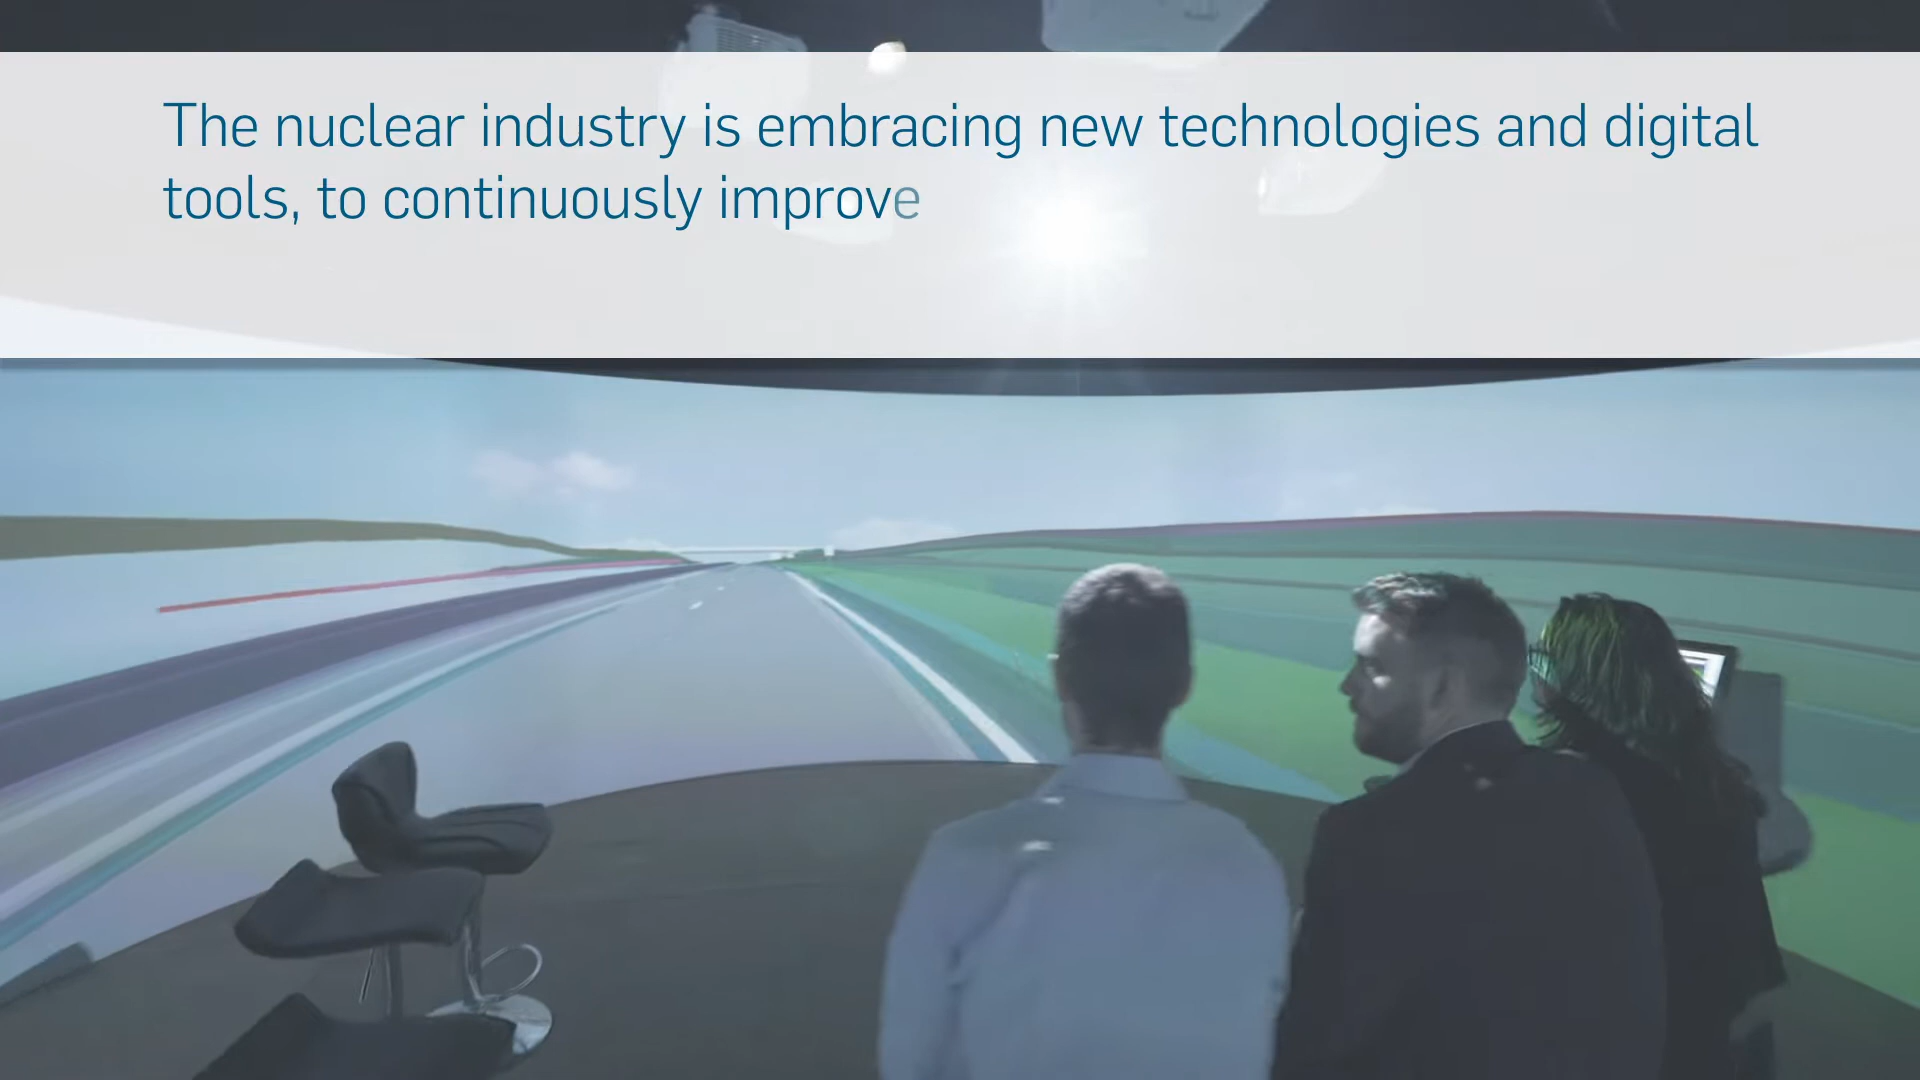 The nuclear industry is embracing new technologies and digital
tools, to continuously improve